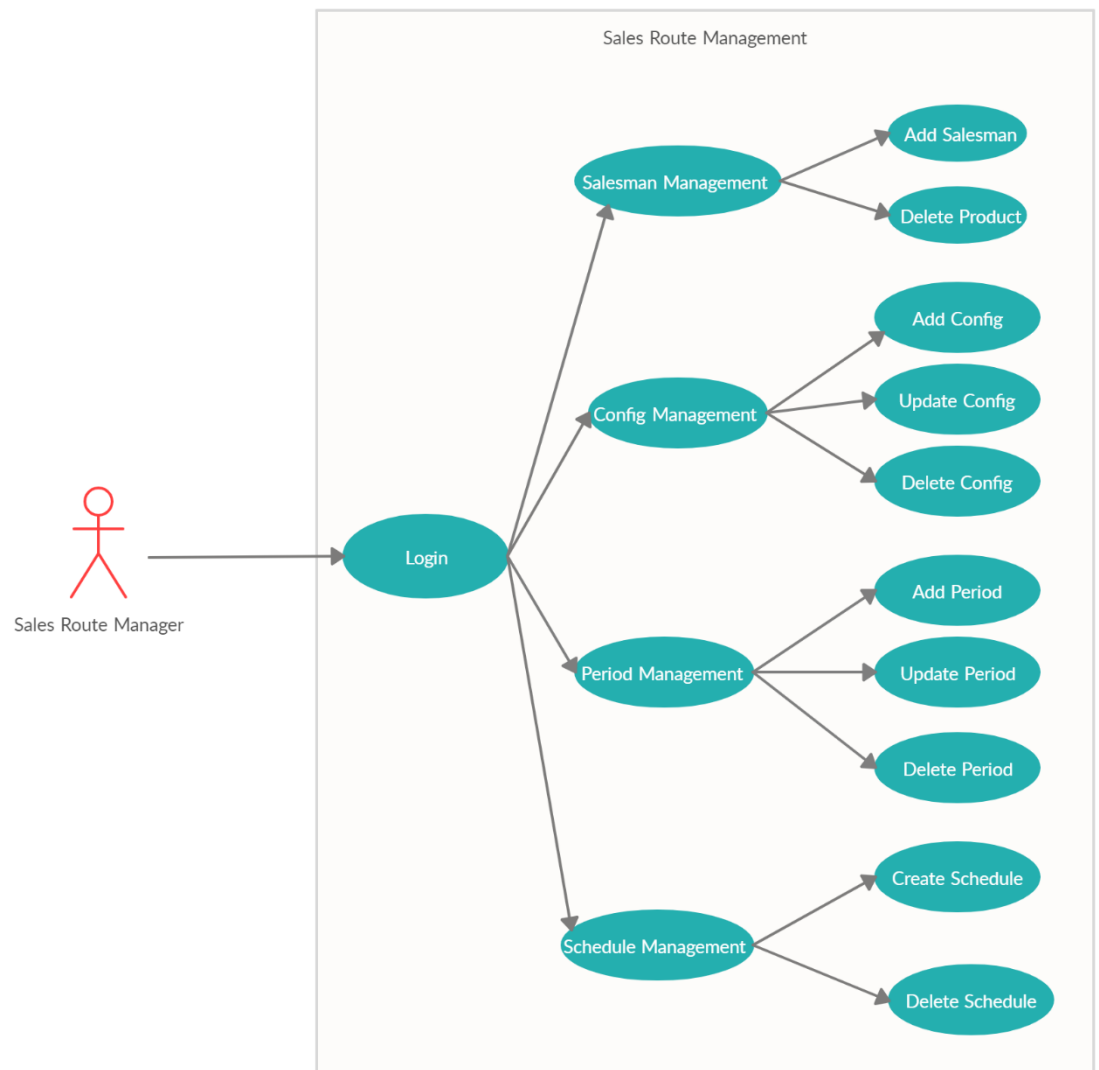 Sales Route Management
Add Salesman
Salesman Management
Delete Product
Add Config
Update Config
Config Management
Delete Config
Login
Add Period
Sales Route Manager
Update Period
Period Management
Delete Period
Create Schedule
Schedule Management
Delete Schedule